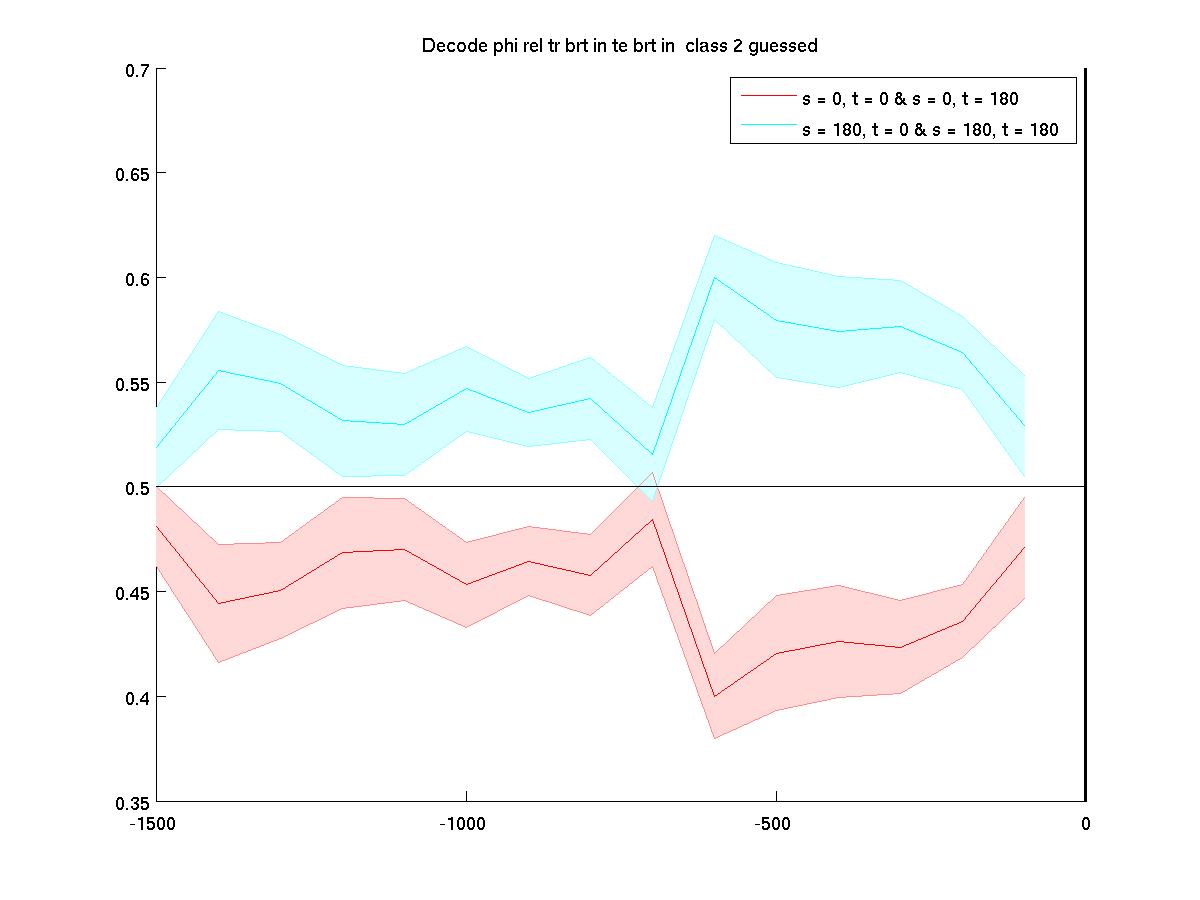 Decode phi rel tr brt in te brt in  class 2 guessed
0.7
s = 0, t = 0 & s = 0, t = 180
s = 180, t = 0 & s = 180, t = 180
0.65
0.6
0.55
0.5
0.45
0.4
0.35
-1500 -1000 -500 0